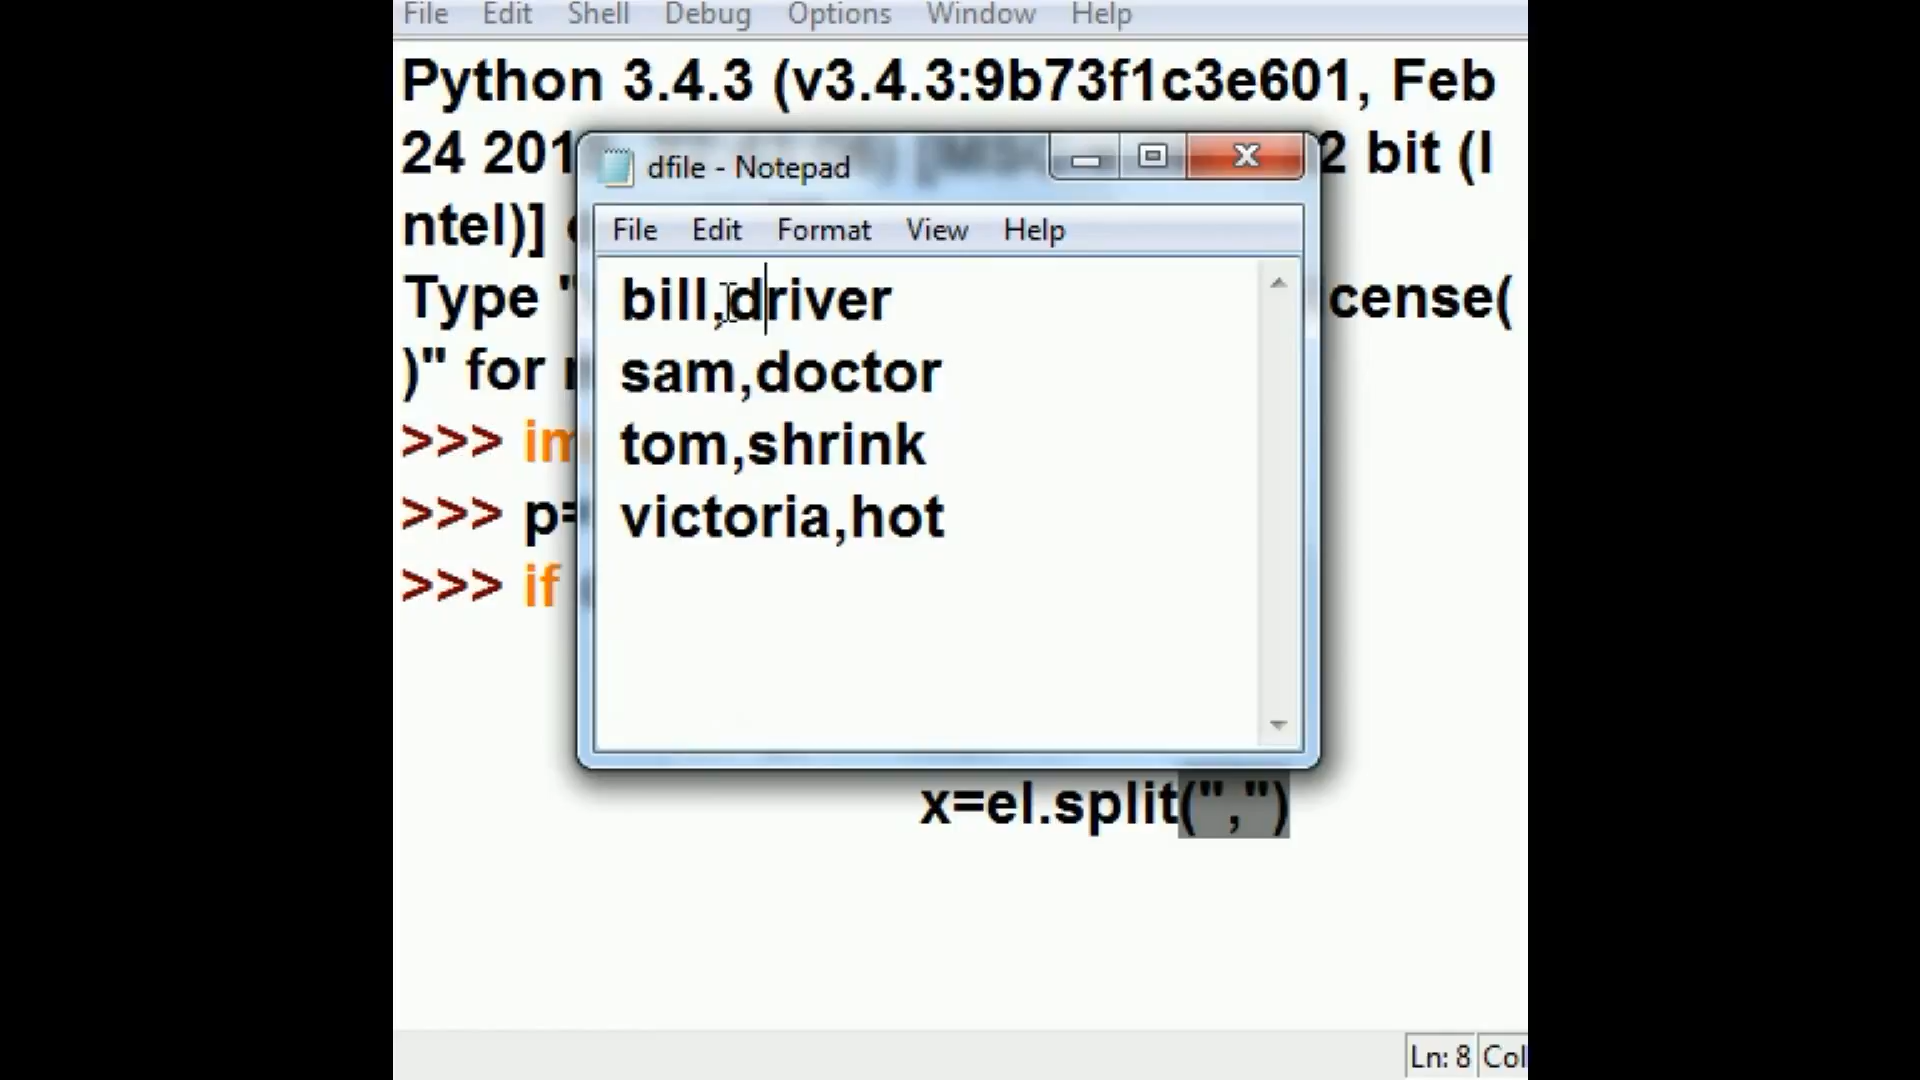 File Edit Shell Debug Options Window Help
Python 3.4.3 (v3.4.3:9b73f1c3e601, Feb
24 201 2 bit (I
ntel)]
Type " cense(
)" for
>>> im
>>> p=
>>> if
dfile - Notepad
File Edit Format View Help
bill,driver
sam,doctor
tom,shrink
victoria,hot
x=el.split(",")
Ln: 8 Col